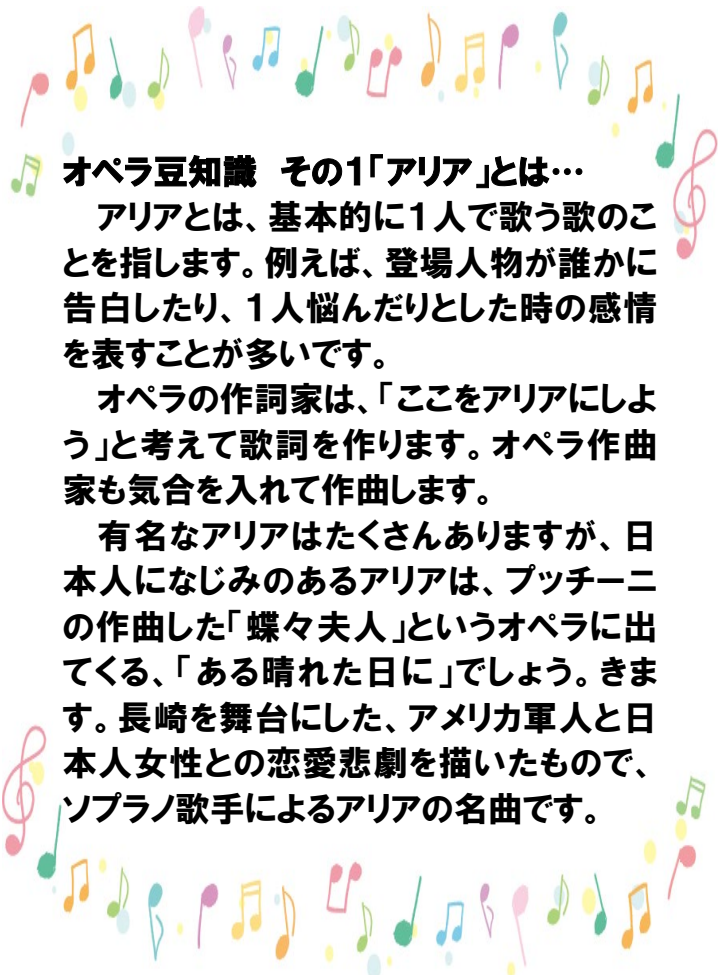 オペラ豆知識　その１「アリア」とは…
　アリアとは、基本的に１人で歌う歌のこ
とを指します。例えば、登場人物が誰かに
告白したり、１人悩んだりとした時の感情
を表すことが多いです。
　オペラの作詞家は、「ここをアリアにしよ
う」と考えて歌詞を作ります。オペラ作曲
家も気合を入れて作曲します。
　有名なアリアはたくさんありますが、日
本人になじみのあるアリアは、プッチーニ
の作曲した「蝶々夫人」というオペラに出
てくる、「ある晴れた日に」でしょう。きま
す。長崎を舞台にした、アメリカ軍人と日
本人女性との恋愛悲劇を描いたもので、
ソプラノ歌手によるアリアの名曲です。